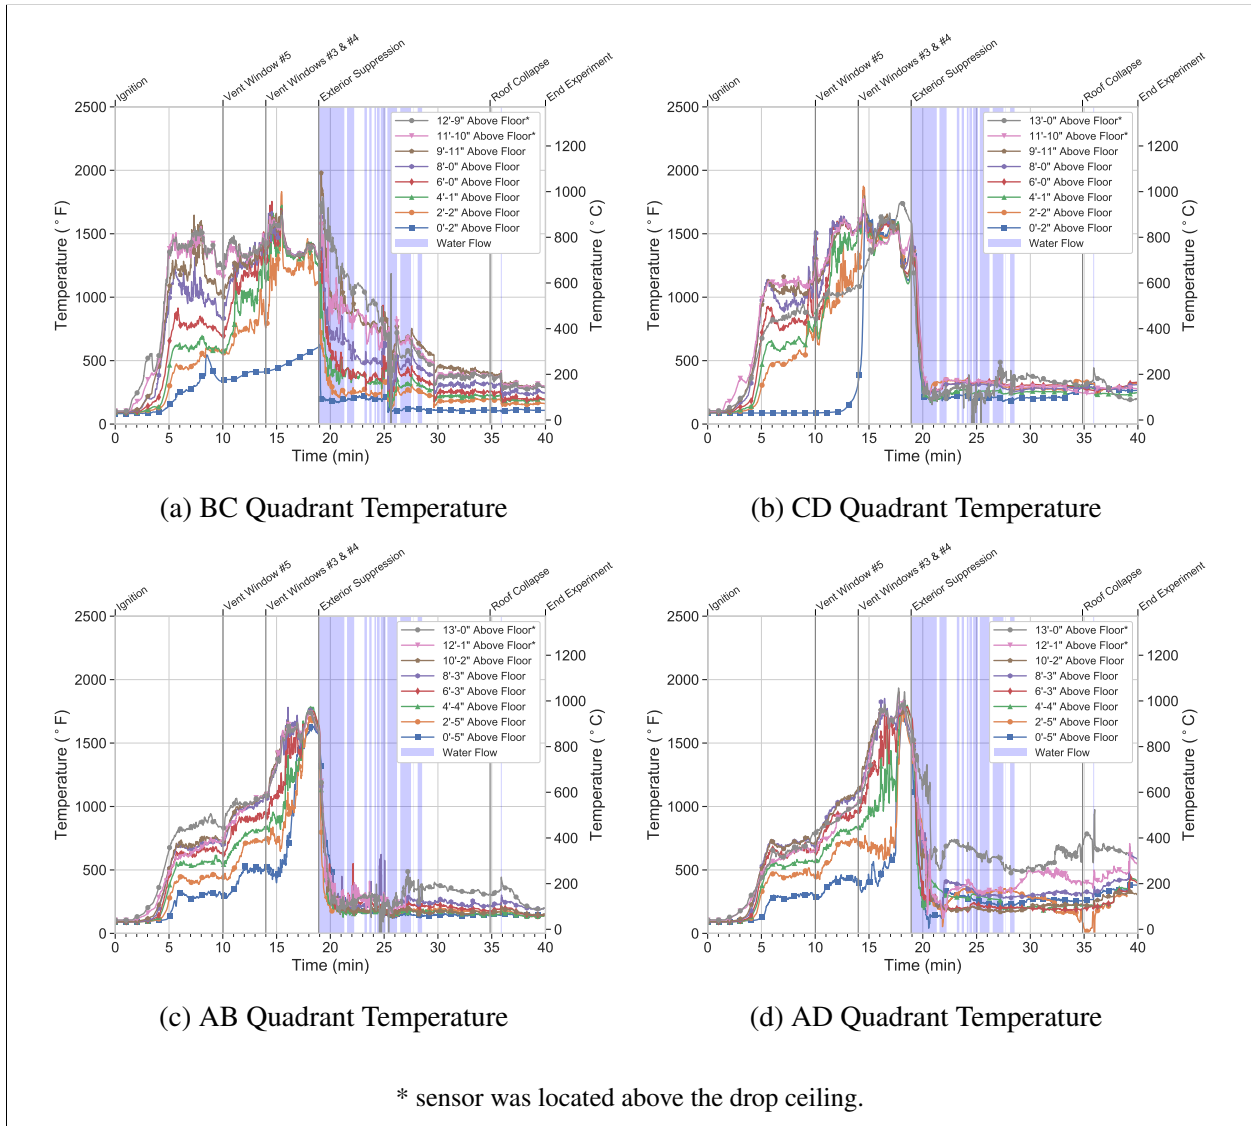 Ignition
Vent Window #5
Vent Windows #3 & #4
Exterior Suppression
Roof Collapse
End Experiment
2500
2000
1500
1000
500
0
Temperature (° F)
1200
1000
800
600
400
200
0
Temperature (° C)
12'-9" Above Floor*
11'-10" Above Floor*
9'-11" Above Floor
8'-0" Above Floor
6'-0" Above Floor
4'-1" Above Floor
2'-2" Above Floor
0'-2" Above Floor
Water Flow
0 5 10 15 20 25 30 35 40
Time (min)
(a) BC Quadrant Temperature
Ignition
Vent Window #5
Vent Windows #3 & #4
Exterior Suppression
Roof Collapse
End Experiment
2500
2000
1500
1000
500
0
Temperature (° F)
1200
1000
800
600
400
200
0
Temperature (° C)
13'-0" Above Floor*
11'-10" Above Floor*
9'-11" Above Floor
8'-0" Above Floor
6'-0" Above Floor
4'-1" Above Floor
2'-2" Above Floor
0'-2" Above Floor
Water Flow
0 5 10 15 20 25 30 35 40
Time (min)
(b) CD Quadrant Temperature
Ignition
Vent Window #5
Vent Windows #3 & #4
Exterior Suppression
Roof Collapse
End Experiment
2500
2000
1500
1000
500
0
Temperature (° F)
1200
1000
800
600
400
200
0
Temperature (° C)
13'-0" Above Floor*
12'-1" Above Floor*
10'-2" Above Floor
8'-3" Above Floor
6'-3" Above Floor
4'-4" Above Floor
2'-5" Above Floor
0'-5" Above Floor
Water Flow
0 5 10 15 20 25 30 35 40
Time (min)
(c) AB Quadrant Temperature
Ignition
Vent Window #5
Vent Windows #3 & #4
Exterior Suppression
Roof Collapse
End Experiment
2500
2000
1500
1000
500
0
Temperature (° F)
1200
1000
800
600
400
200
0
Temperature (° C)
13'-0" Above Floor*
12'-1" Above Floor*
10'-2" Above Floor
8'-3" Above Floor
6'-3" Above Floor
4'-4" Above Floor
2'-5" Above Floor
0'-5" Above Floor
Water Flow
0 5 10 15 20 25 30 35 40
Time (min)
(d) AD Quadrant Temperature
* sensor was located above the drop ceiling.